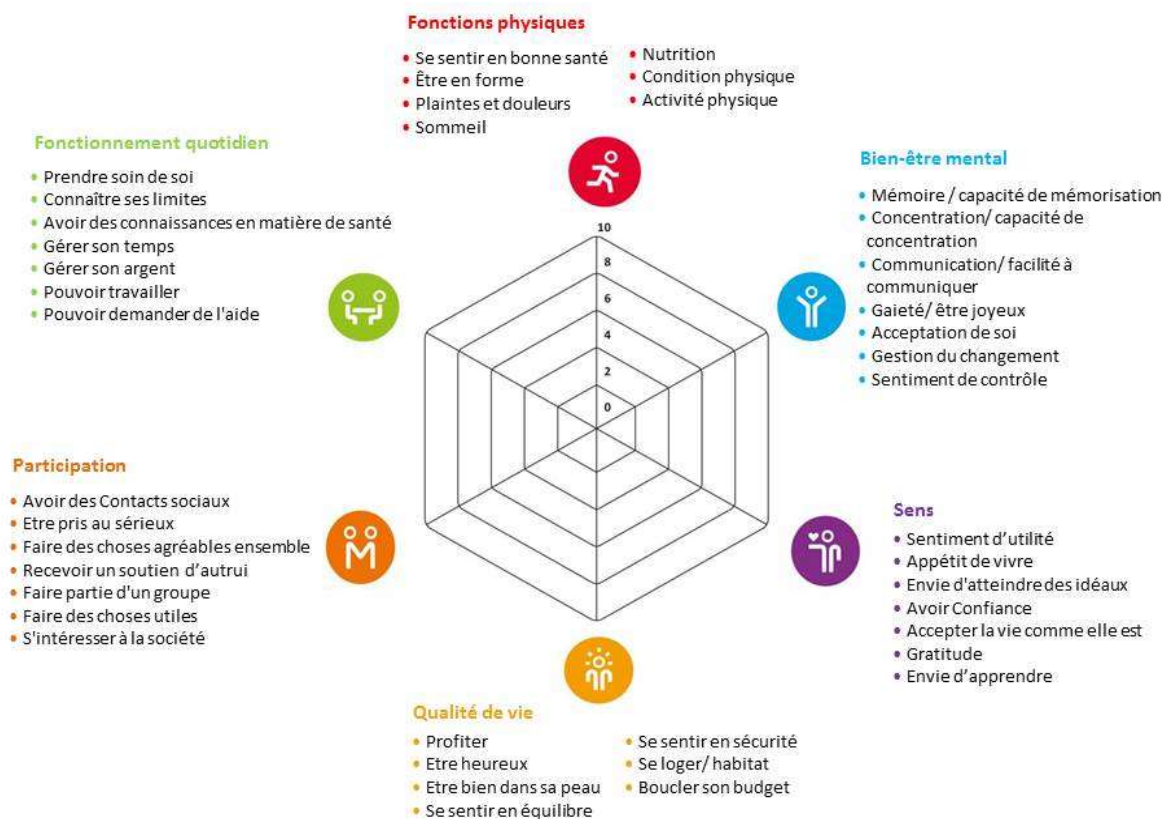 Fonctions physiques
• Se sentir en bonne santé
• Être en forme
• Plaintes et douleurs
• Sommeil
• Nutrition
• Condition physique
• Activité physique
Fonctionnement quotidien
• Prendre soin de soi
• Connaître ses limites
• Avoir des connaissances en matière de santé
• Gérer son temps
• Gérer son argent
• Pouvoir travailler
• Pouvoir demander de l'aide
Bien-être mental
• Mémoire / capacité de mémorisation
• Concentration/ capacité de
concentration
• Communication/ facilité à
communiquer
• Gaieté/ être joyeux
• Acceptation de soi
• Gestion du changement
• Sentiment de contrôle
10
8
6
4
2
0
Participation
• Avoir des Contacts sociaux
• Etre pris au sérieux
• Faire des choses agréables ensemble
• Recevoir un soutien d’autrui
• Faire partie d'un groupe
• Faire des choses utiles
• S'intéresser à la société
Sens
• Sentiment d’utilité
• Appétit de vivre
• Envie d'atteindre des idéaux
• Avoir Confiance
• Accepter la vie comme elle est
• Gratitude
• Envie d’apprendre
Qualité de vie
• Profiter
• Etre heureux
• Etre bien dans sa peau
• Se sentir en équilibre
• Se sentir en sécurité
• Se loger/ habitat
• Boucler son budget